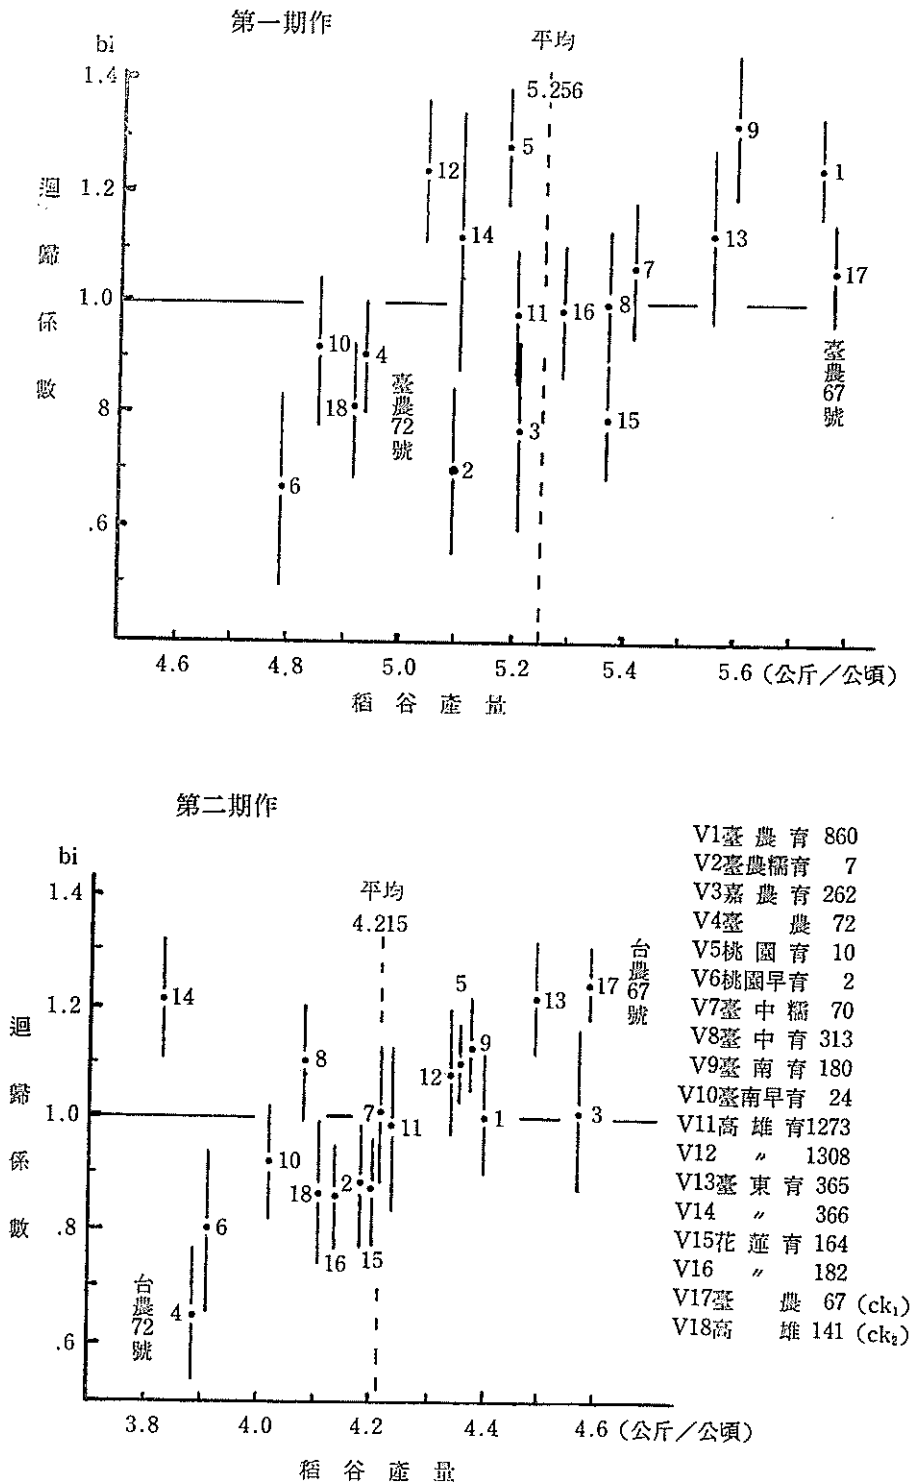 第一期作
bi
平均
5.256
1.4
1.2
1.0
8
.6
迴歸係數
9
5
12
1
14
13
7
17
11
16
8
10
4
18
3
15
2
6
臺農72號
臺農67號
4.6 4.8 5.0 5.2 5.4 5.6 (公斤/公頃)
稻谷產量
第二期作
bi
平均
4.215
1.4
1.2
1.0
.8
.6
迴歸係數
5
14
13
17
台農67號
8
9
12
7
11
1
3
10
18
2
6
16
15
4
台農72號
3.8 4.0 4.2 4.4 4.6 (公斤/公頃)
稻谷產量
V1臺農育 860
V2臺農糯育 7
V3嘉農育 262
V4臺農 72
V5桃園育 10
V6桃園早育 2
V7臺中糯 70
V8臺中育 313
V9臺南育 180
V10臺南早育 24
V11高雄育1273
V12 〃 1308
V13臺東育 365
V14 〃 366
V15花蓮育 164
V16 〃 182
V17臺農 67 (ck₁)
V18高雄 141 (ck₂)